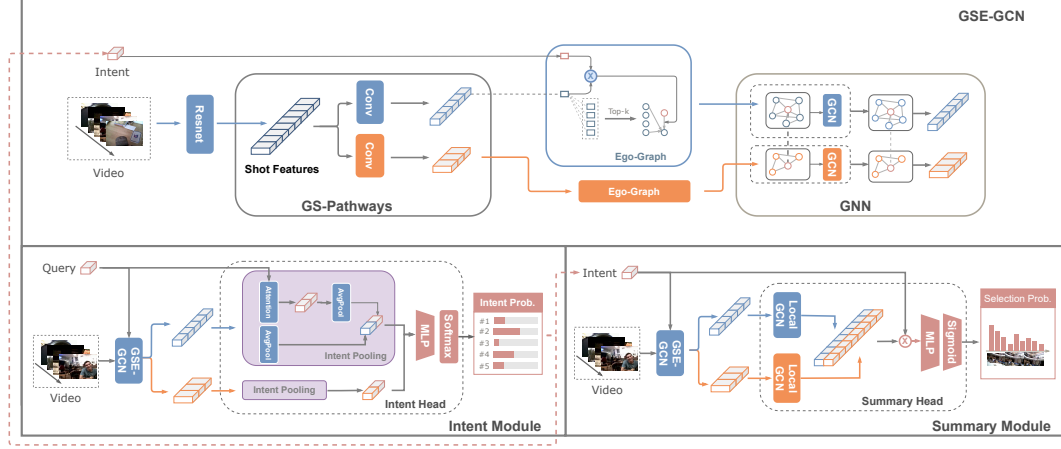 GSE-GCN
Intent
Video
Resnet
Shot Features
Conv
Conv
GS-Pathways
X
Top-k
Ego-Graph
Ego-Graph
GCN
GCN
GNN
Query
Video
GSE-
GCN
Attention
AvgPool
AvgPool
Intent Pooling
Intent Pooling
MLP
Softmax
Intent Head
Intent Prob.
#1
#2
#3
#4
#5
Intent Module
Intent
Video
GSE-
GCN
Local
GCN
Local
GCN
X
MLP
Sigmoid
Summary Head
Selection Prob.
Summary Module